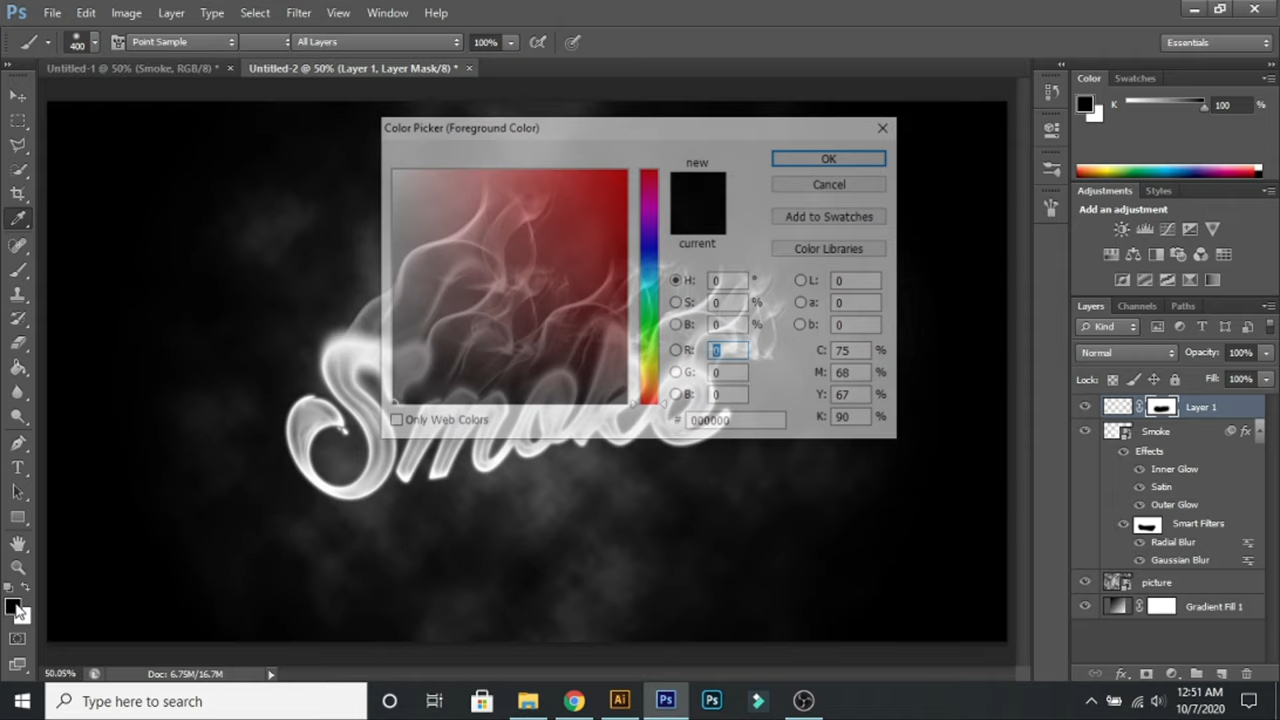 Ps File Edit Image Layer Type Select Filter View Window Help
400 Point Sample All Layers 100% Essentials
Untitled-1 @ 50% (Smoke, RGB/8) * × Untitled-2 @ 50% (Layer 1, Layer Mask/8) * ×
Color Swatches
K 100 %
Color Picker (Foreground Color)
new
OK
Cancel
Add to Swatches
current
Color Libraries
H: 0 ° L: 0
S: 0 % a: 0
B: 0 % b: 0
R: 0 C: 75 %
G: 0 M: 68 %
B: 0 Y: 67 %
# 000000 K: 90 %
Only Web Colors
Smoke
Adjustments Styles
Add an adjustment
Layers Channels Paths
Kind
Normal Opacity: 100%
Lock: Fill: 100%
Layer 1
Smoke fx
Effects
Inner Glow
Satin
Outer Glow
Smart Filters
Radial Blur
Gaussian Blur
picture
Gradient Fill 1
50.05% Doc: 6.75M/16.7M
Type here to search
Ai Ps Ps
12:51 AM
10/7/2020